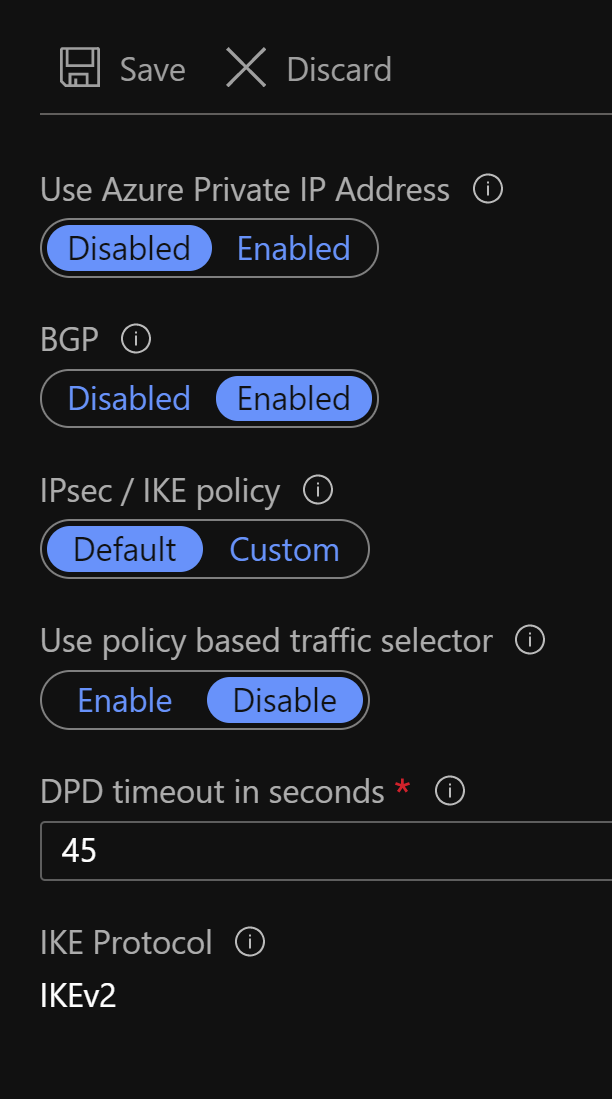 Save Discard
Use Azure Private IP Address
Disabled Enabled
BGP
Disabled Enabled
IPsec / IKE policy
Default Custom
Use policy based traffic selector
Enable Disable
DPD timeout in seconds *
45
IKE Protocol
IKEv2